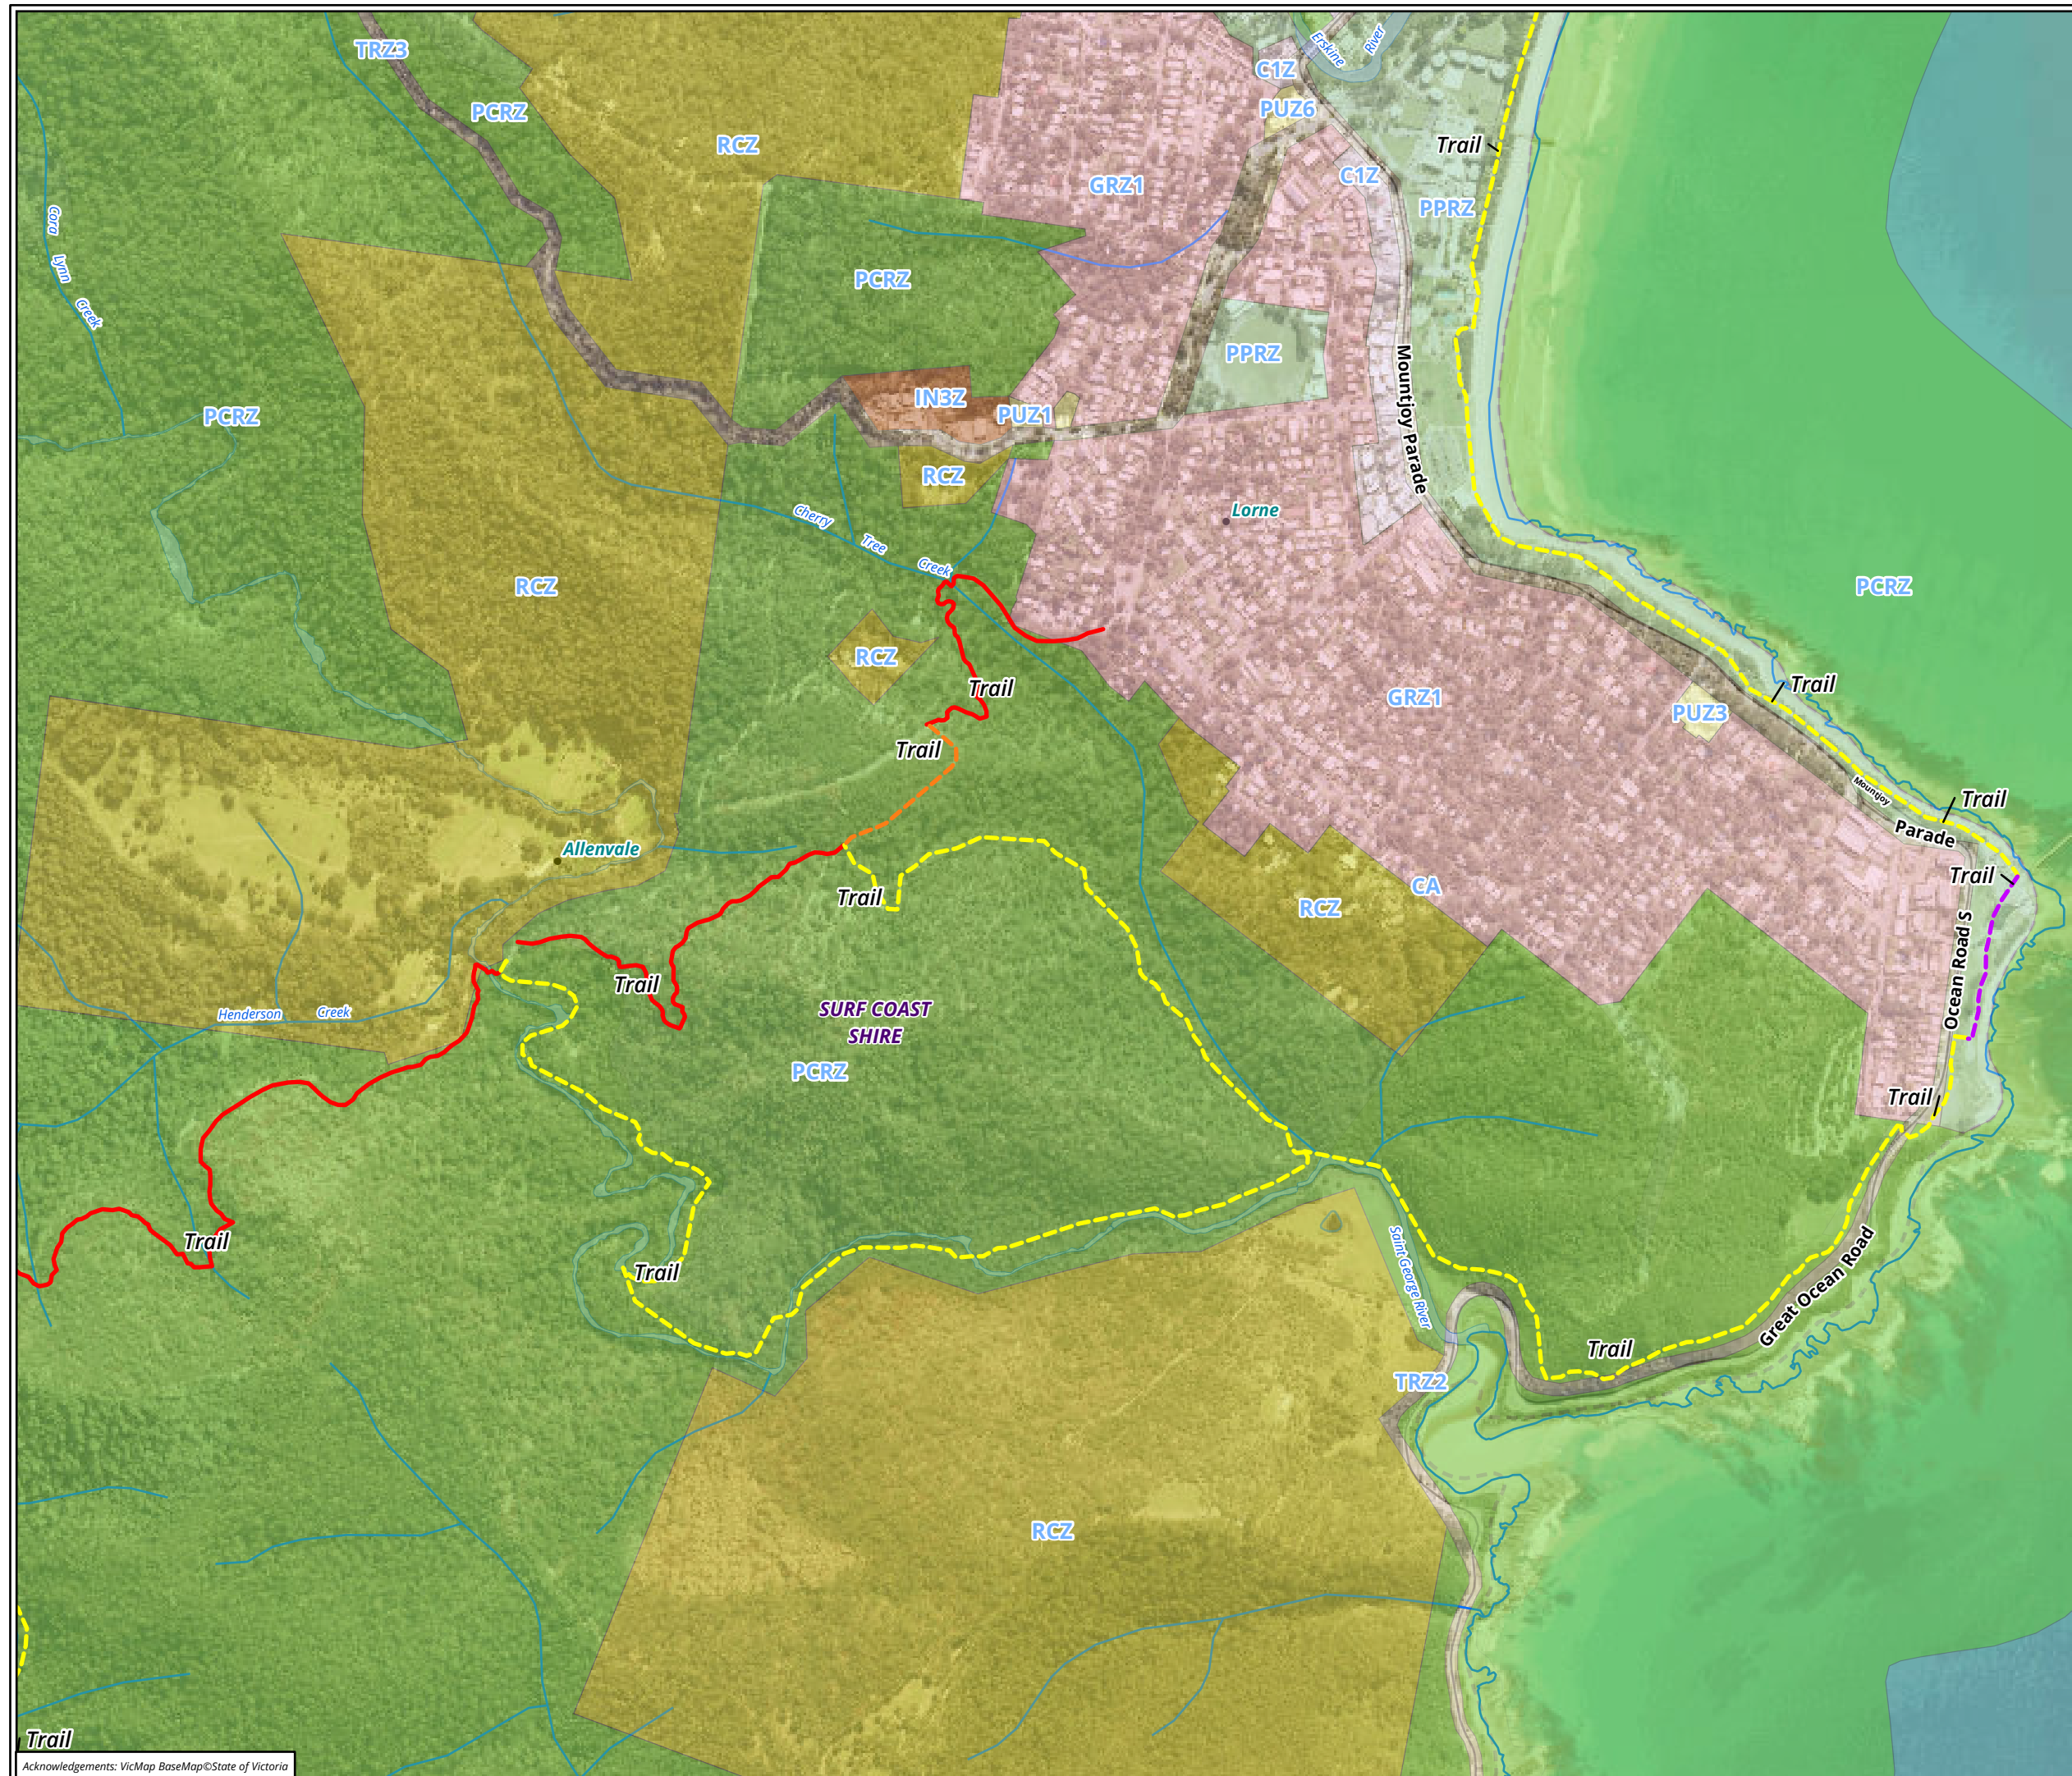 Erskine River
TRZ3
C1Z
PCRZ
PUZ6
RCZ
Trail
C1Z
GRZ1
PPRZ
Cora Lynn Creek
PCRZ
PPRZ
Mountjoy Parade
IN3Z
PCRZ
PUZ1
RCZ
Lorne
Cherry Tree Creek
RCZ
PCRZ
RCZ
Trail
Trail
GRZ1
PUZ3
Trail
Mountjoy
Trail
Parade
Allenvale
Trail
CA
Trail
RCZ
Ocean Road S
Trail
SURF COAST
SHIRE
Henderson Creek
PCRZ
Trail
Trail
Saint George River
Great Ocean Road
Trail
Trail
TRZ2
RCZ
Trail
Acknowledgements: VicMap BaseMap©State of Victoria